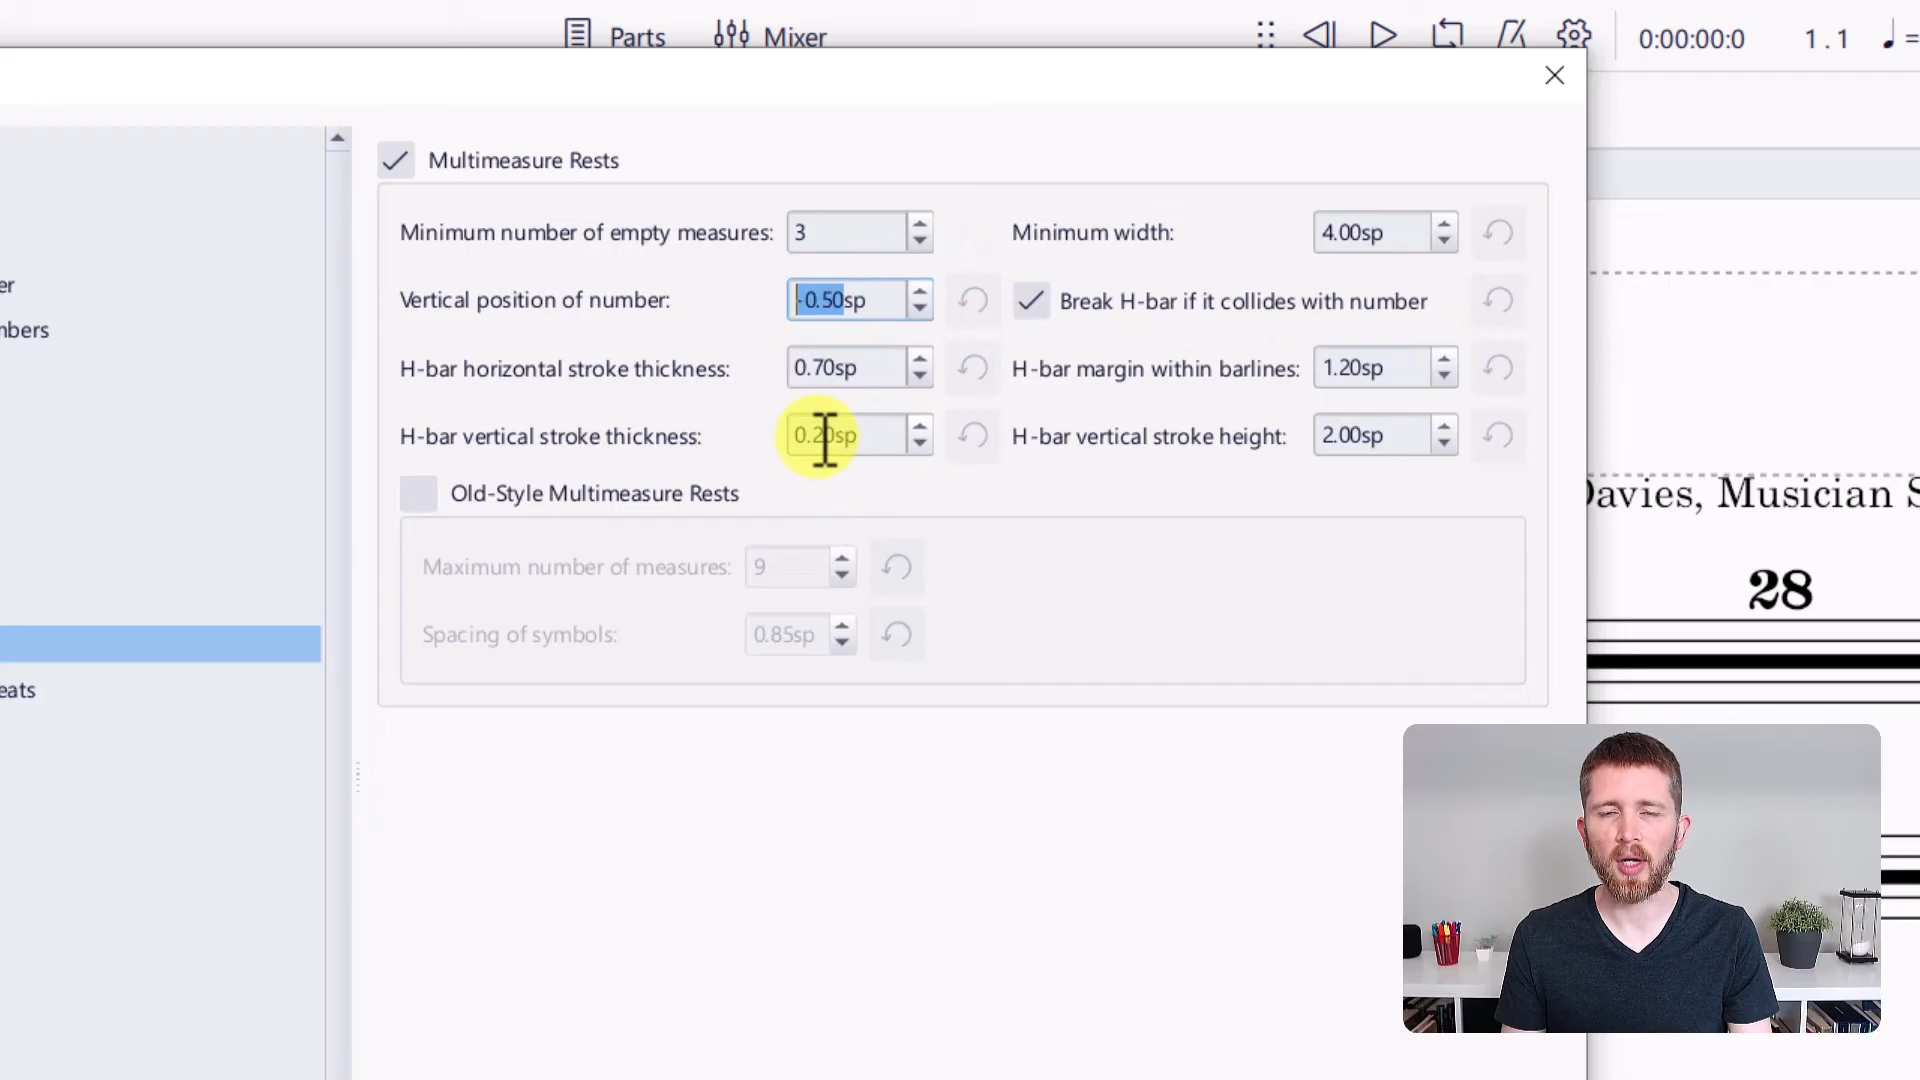 Parts Mixer 0:00:00:0 1 . 1 =
Multimeasure Rests
Minimum number of empty measures: 3 Minimum width: 4.00sp
Vertical position of number: -0.50sp Break H-bar if it collides with number
H-bar horizontal stroke thickness: 0.70sp H-bar margin within barlines: 1.20sp
H-bar vertical stroke thickness: 0.20sp H-bar vertical stroke height: 2.00sp
Old-Style Multimeasure Rests
Maximum number of measures: 9
Spacing of symbols: 0.85sp
er
nbers
eats
Davies, Musician S
28